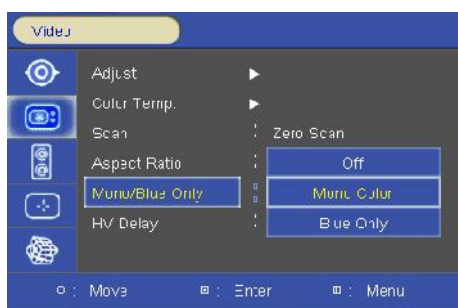 Video
Adjust
Color Temp.
Scan : Zero Scan
Aspect Ratio : Off
Mono/Blue Only Mono Color
HV Delay : Blue Only
Move Enter Menu